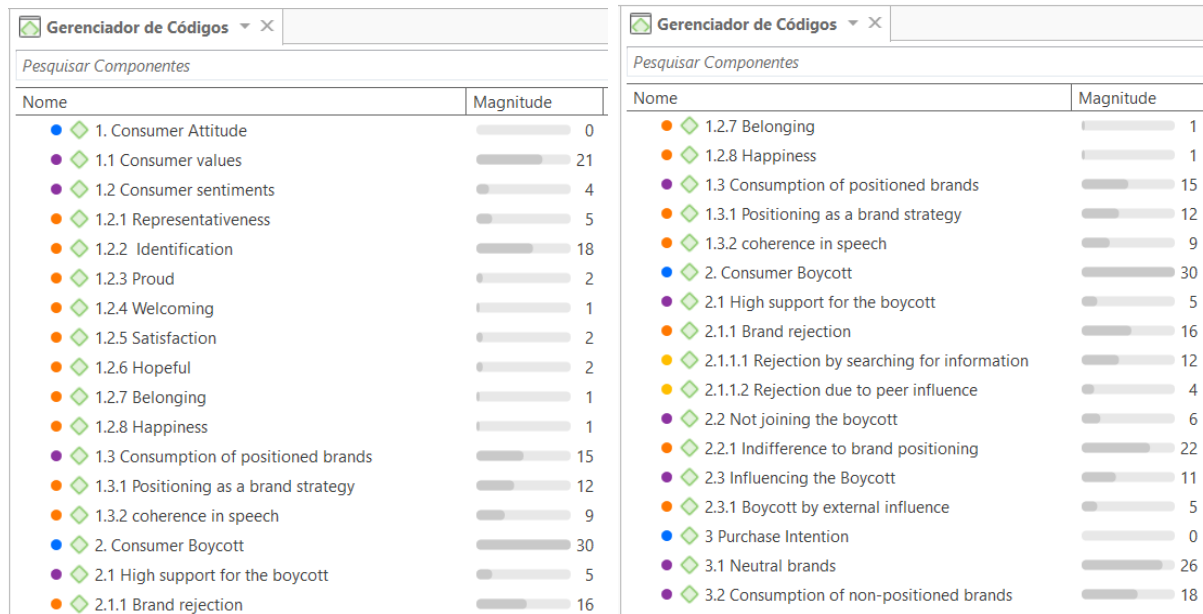 Gerenciador de Códigos
Pesquisar Componentes
Nome Magnitude
1. Consumer Attitude 0
1.1 Consumer values 21
1.2 Consumer sentiments 4
1.2.1 Representativeness 5
1.2.2 Identification 18
1.2.3 Proud 2
1.2.4 Welcoming 1
1.2.5 Satisfaction 2
1.2.6 Hopeful 2
1.2.7 Belonging 1
1.2.8 Happiness 1
1.3 Consumption of positioned brands 15
1.3.1 Positioning as a brand strategy 12
1.3.2 coherence in speech 9
2. Consumer Boycott 30
2.1 High support for the boycott 5
2.1.1 Brand rejection 16
Gerenciador de Códigos
Pesquisar Componentes
Nome Magnitude
1.2.7 Belonging 1
1.2.8 Happiness 1
1.3 Consumption of positioned brands 15
1.3.1 Positioning as a brand strategy 12
1.3.2 coherence in speech 9
2. Consumer Boycott 30
2.1 High support for the boycott 5
2.1.1 Brand rejection 16
2.1.1.1 Rejection by searching for information 12
2.1.1.2 Rejection due to peer influence 4
2.2 Not joining the boycott 6
2.2.1 Indifference to brand positioning 22
2.3 Influencing the Boycott 11
2.3.1 Boycott by external influence 5
3 Purchase Intention 0
3.1 Neutral brands 26
3.2 Consumption of non-positioned brands 18